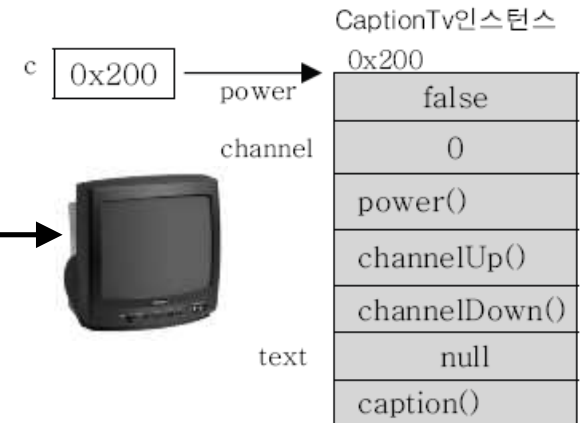 CaptionTv인스턴스
c 0x200 0x200
power false
channel 0
power()
channelUp()
channelDown()
text null
caption()